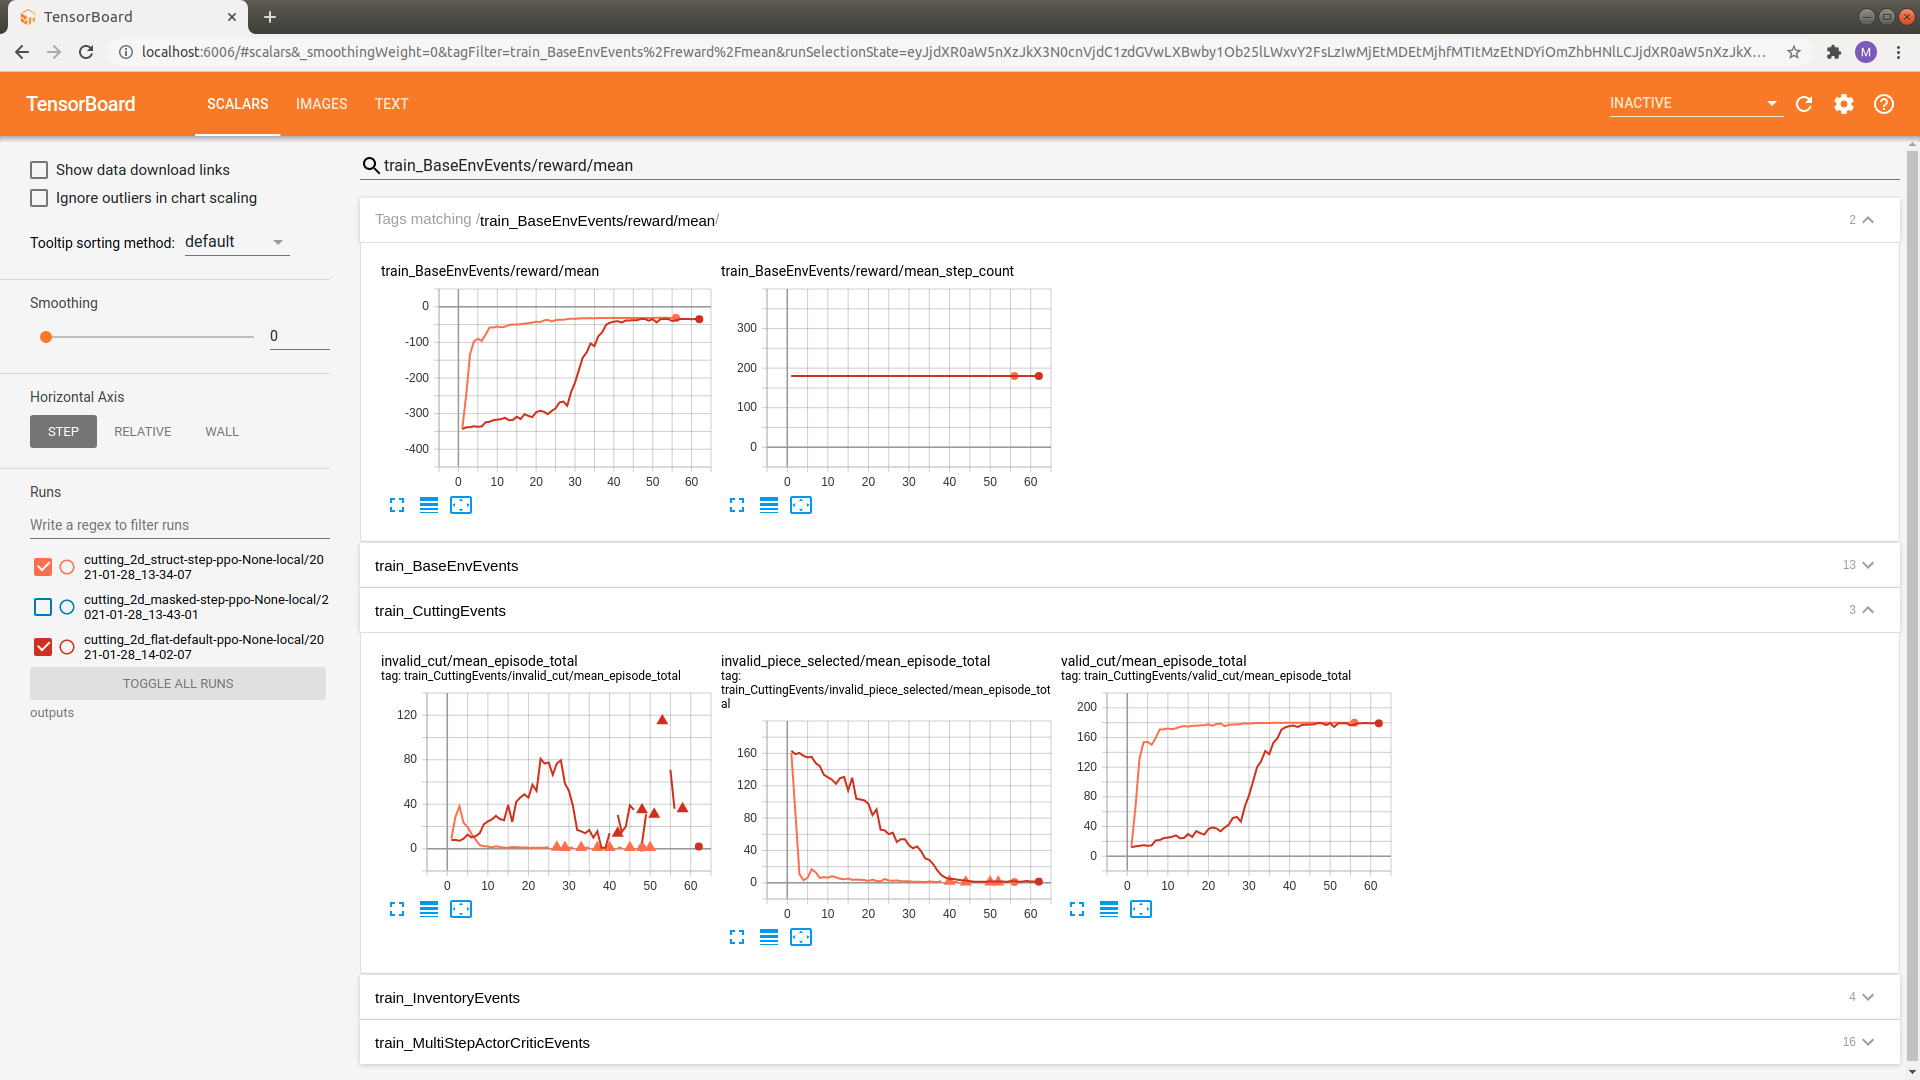 TensorBoard
localhost:6006/#scalars&_smoothingWeight=0&tagFilter=train_BaseEnvEvents%2Freward%2Fmean&runSelectionState=eyJjdXR0aW5nXzJkX3N0cnVjdC1zdGVwLXBwby1Ob25lLWxvY2FsLzIwMjEtMDEtMjhfMTItMzEtNDYiOmZhbHNlLCJjdXR0aW5nXzJkX...
M
TensorBoard
SCALARS IMAGES TEXT
INACTIVE
Show data download links
Ignore outliers in chart scaling
Tooltip sorting method: default
Smoothing
0
Horizontal Axis
STEP RELATIVE WALL
Runs
Write a regex to filter runs
cutting_2d_struct-step-ppo-None-local/20
21-01-28_13-34-07
cutting_2d_masked-step-ppo-None-local/2
021-01-28_13-43-01
cutting_2d_flat-default-ppo-None-local/20
21-01-28_14-02-07
TOGGLE ALL RUNS
outputs
train_BaseEnvEvents/reward/mean
Tags matching /train_BaseEnvEvents/reward/mean/
2
train_BaseEnvEvents/reward/mean
0
-100
-200
-300
-400
0 10 20 30 40 50 60
train_BaseEnvEvents/reward/mean_step_count
300
200
100
0
0 10 20 30 40 50 60
train_BaseEnvEvents
13
train_CuttingEvents
3
invalid_cut/mean_episode_total
tag: train_CuttingEvents/invalid_cut/mean_episode_total
120
80
40
0
0 10 20 30 40 50 60
invalid_piece_selected/mean_episode_total
tag:
train_CuttingEvents/invalid_piece_selected/mean_episode_tot
al
160
120
80
40
0
0 10 20 30 40 50 60
valid_cut/mean_episode_total
tag: train_CuttingEvents/valid_cut/mean_episode_total
200
160
120
80
40
0
0 10 20 30 40 50 60
train_InventoryEvents
4
train_MultiStepActorCriticEvents
16